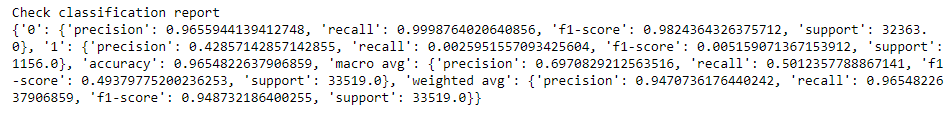 Check classification report
{'0': {'precision': 0.9655944139412748, 'recall': 0.9998764020640856, 'f1-score': 0.9824364326375712, 'support': 32363.
0}, '1': {'precision': 0.42857142857142855, 'recall': 0.0025951557093425604, 'f1-score': 0.005159071367153912, 'support':
1156.0}, 'accuracy': 0.9654822637906859, 'macro avg': {'precision': 0.6970829212563516, 'recall': 0.5012357788867141, 'f1
-score': 0.49379775200236253, 'support': 33519.0}, 'weighted avg': {'precision': 0.9470736176440242, 'recall': 0.96548226
37906859, 'f1-score': 0.948732186400255, 'support': 33519.0}}